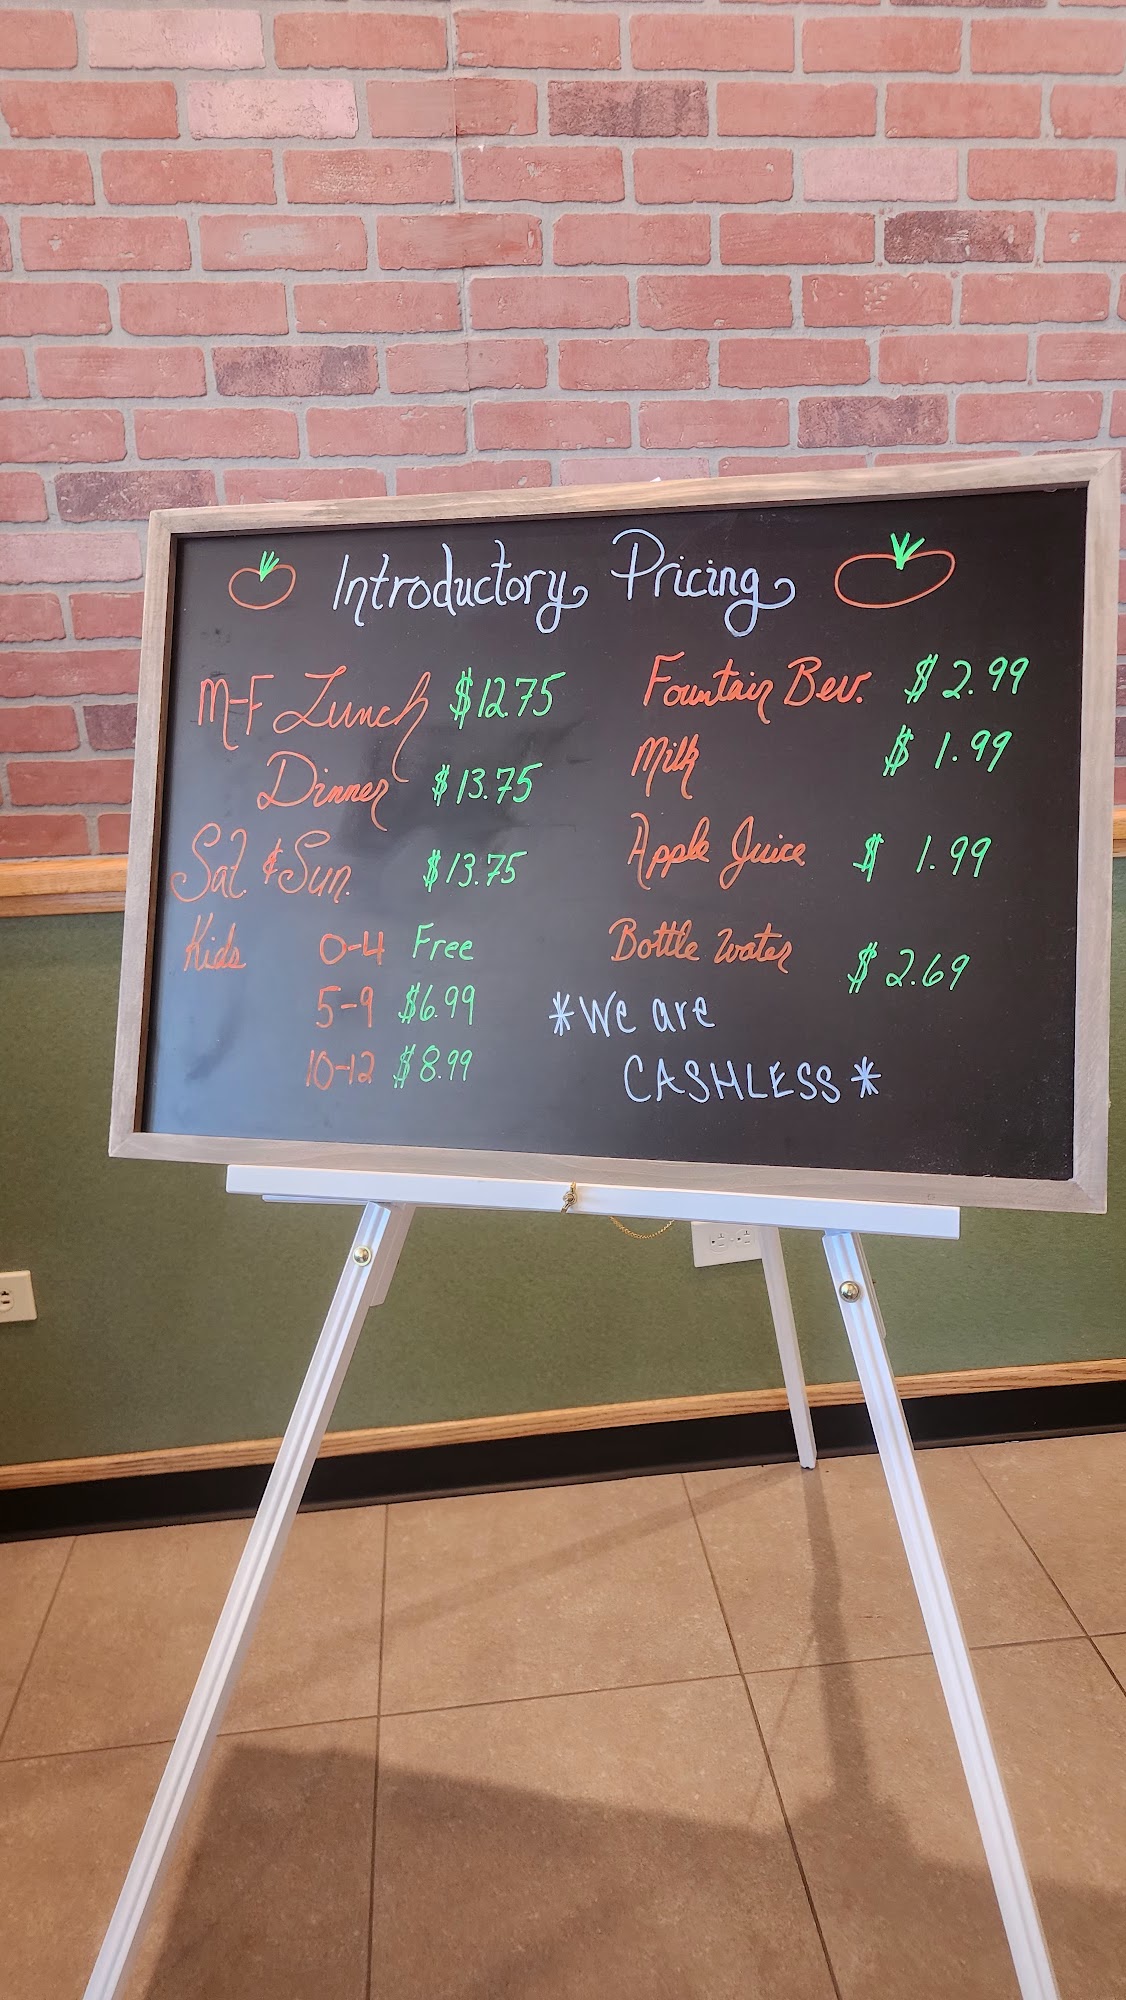 Introductory Pricing
M-F Lunch $12.75
Dinner $13.75
Sat. & Sun. $13.75
Kids 0-4 Free
5-9 $6.99
10-12 $8.99
Fountain Bev. $2.99
Milk $1.99
Apple Juice $1.99
Bottle Water $2.69
*We are
CASHLESS*